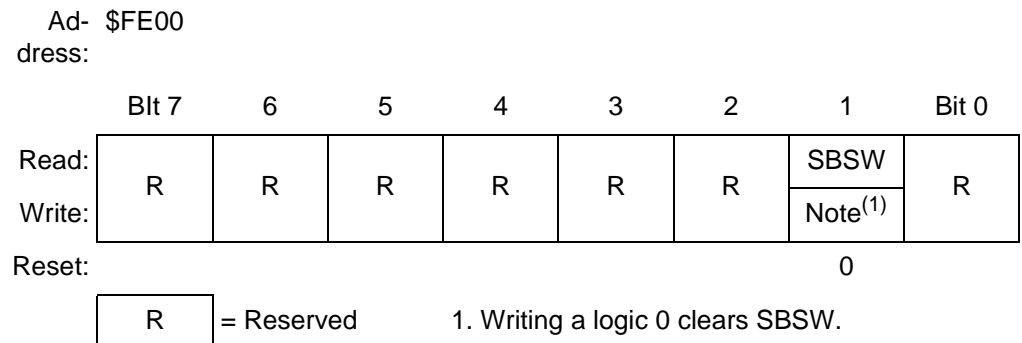 Ad- $FE00
dress:
BIt 7 6 5 4 3 2 1 Bit 0
Read: R R R R R R SBSW R
Write: Note(1)
Reset: 0
R = Reserved 1. Writing a logic 0 clears SBSW.